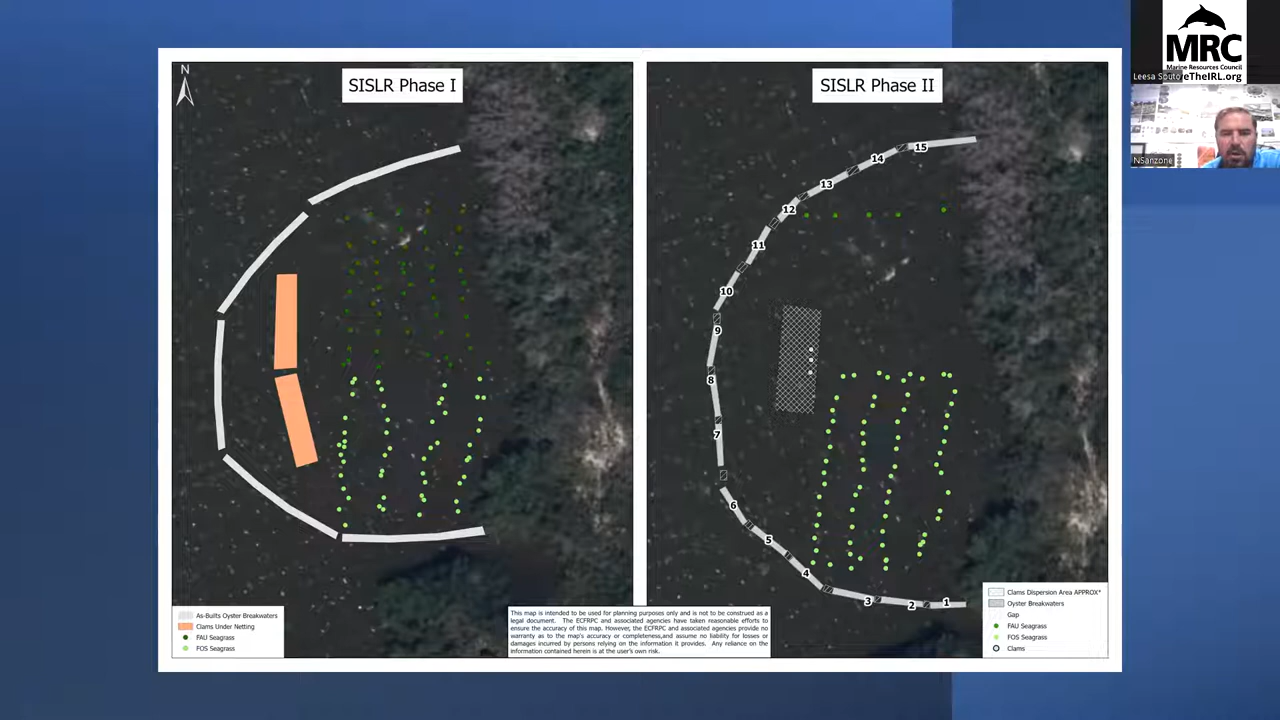 N
SISLR Phase I
As-Builts Oyster Breakwaters
Clams Under Netting
FAU Seagrass
FOS Seagrass
This map is intended to be used for planning purposes only and is not to be construed as a
legal document. The ECFRPC and associated agencies have taken reasonable efforts to
ensure the accuracy of this map. However, the ECFRPC and associated agencies provide no
warranty as to the map's accuracy or completeness,and assume no liability for losses or
damages incurred by persons relying on the information it provides. Any reliance on the
information contained herein is at the user's own risk.
SISLR Phase II
15
14
13
12
11
10
9
8
7
6
5
4
3
2
1
Clams Dispersion Area APPROX*
Oyster Breakwaters
Gap
FAU Seagrass
FOS Seagrass
Clams
MRC
Marine Resources Council
Leesa Souto eTheIRL.org
NSanzone